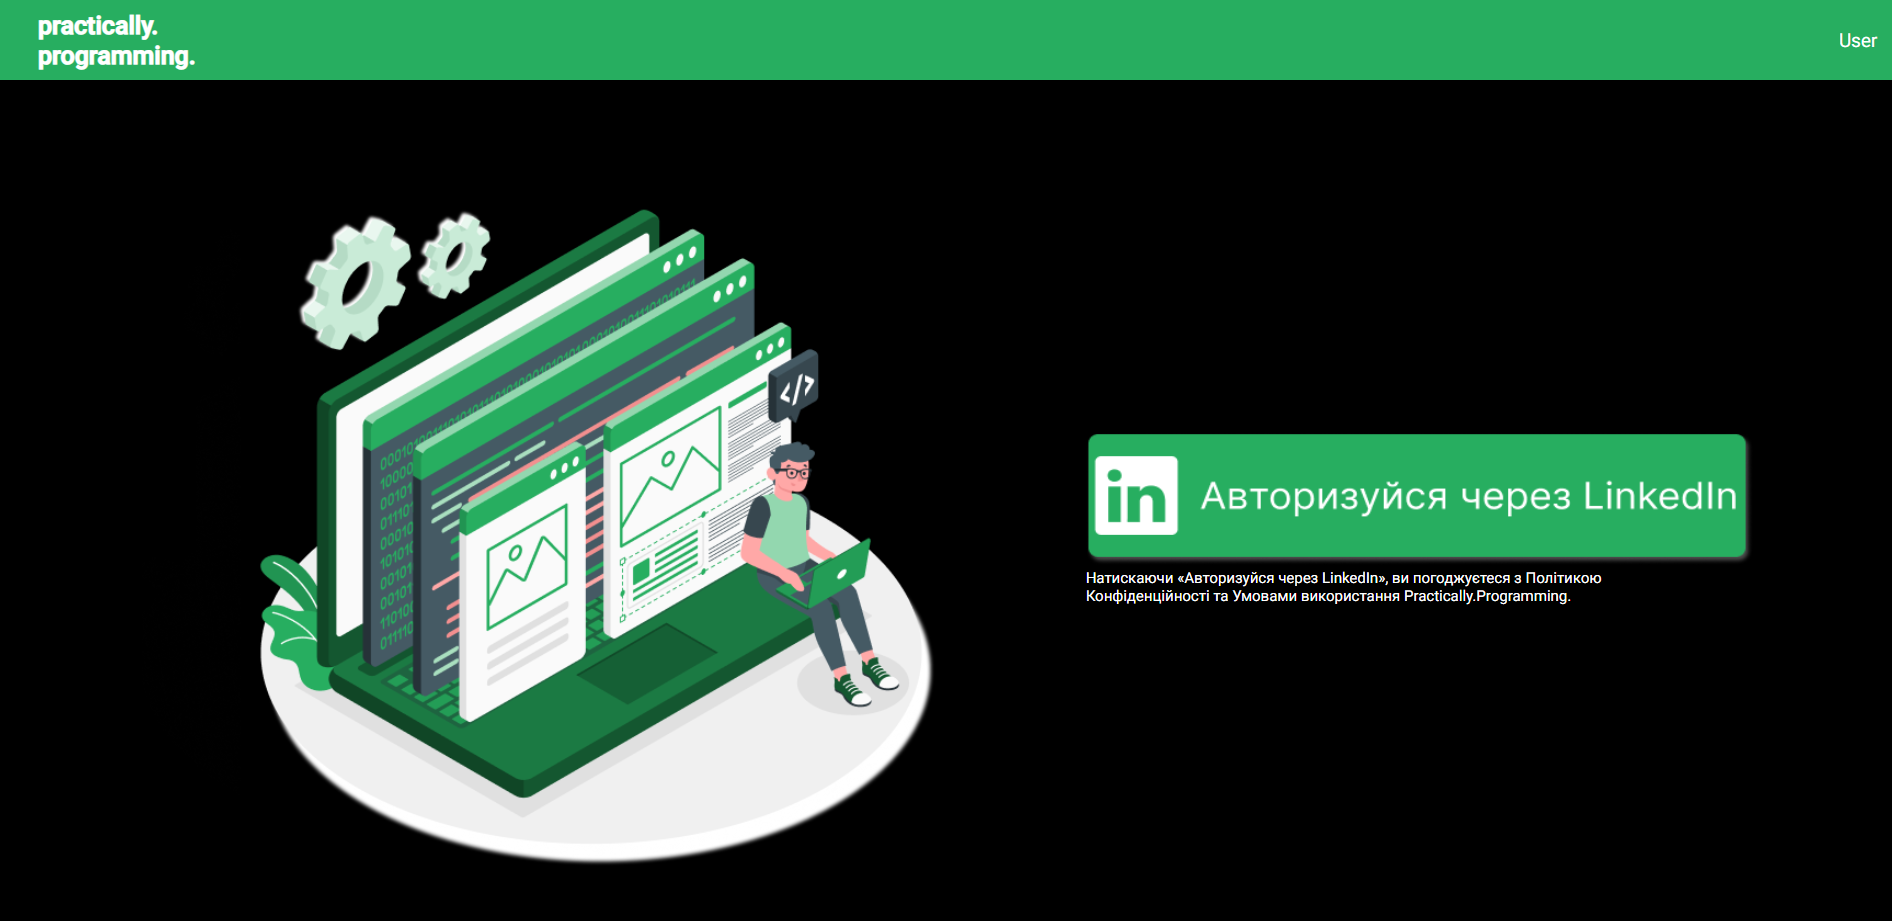 practically.
programming.
User
</>
in Авторизуйся через LinkedIn
Натискаючи «Авторизуйся через LinkedIn», ви погоджуєтеся з Політикою
Конфіденційності та Умовами використання Practically.Programming.